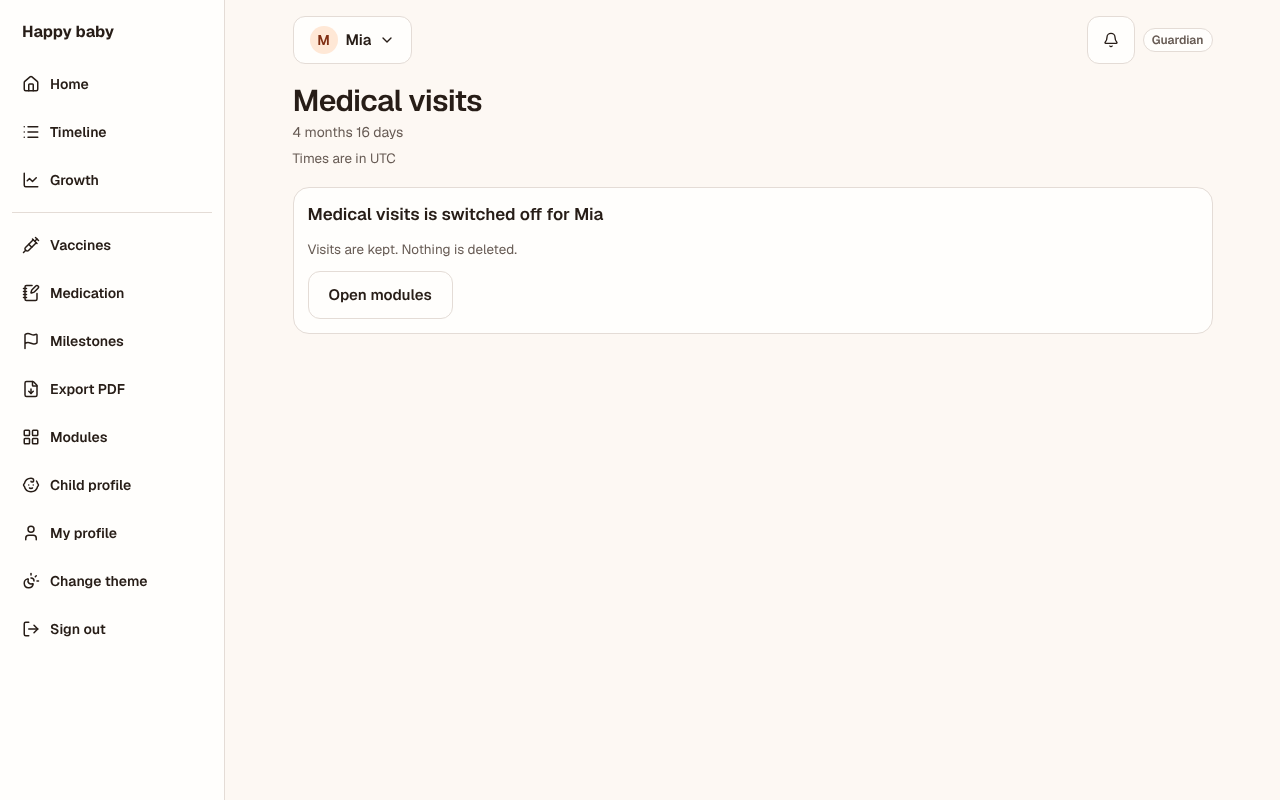 Happy baby
Home
Timeline
Growth
Vaccines
Medication
Milestones
Export PDF
Modules
Child profile
My profile
Change theme
Sign out
M Mia
Guardian
Medical visits
4 months 16 days
Times are in UTC
Medical visits is switched off for Mia
Visits are kept. Nothing is deleted.
Open modules